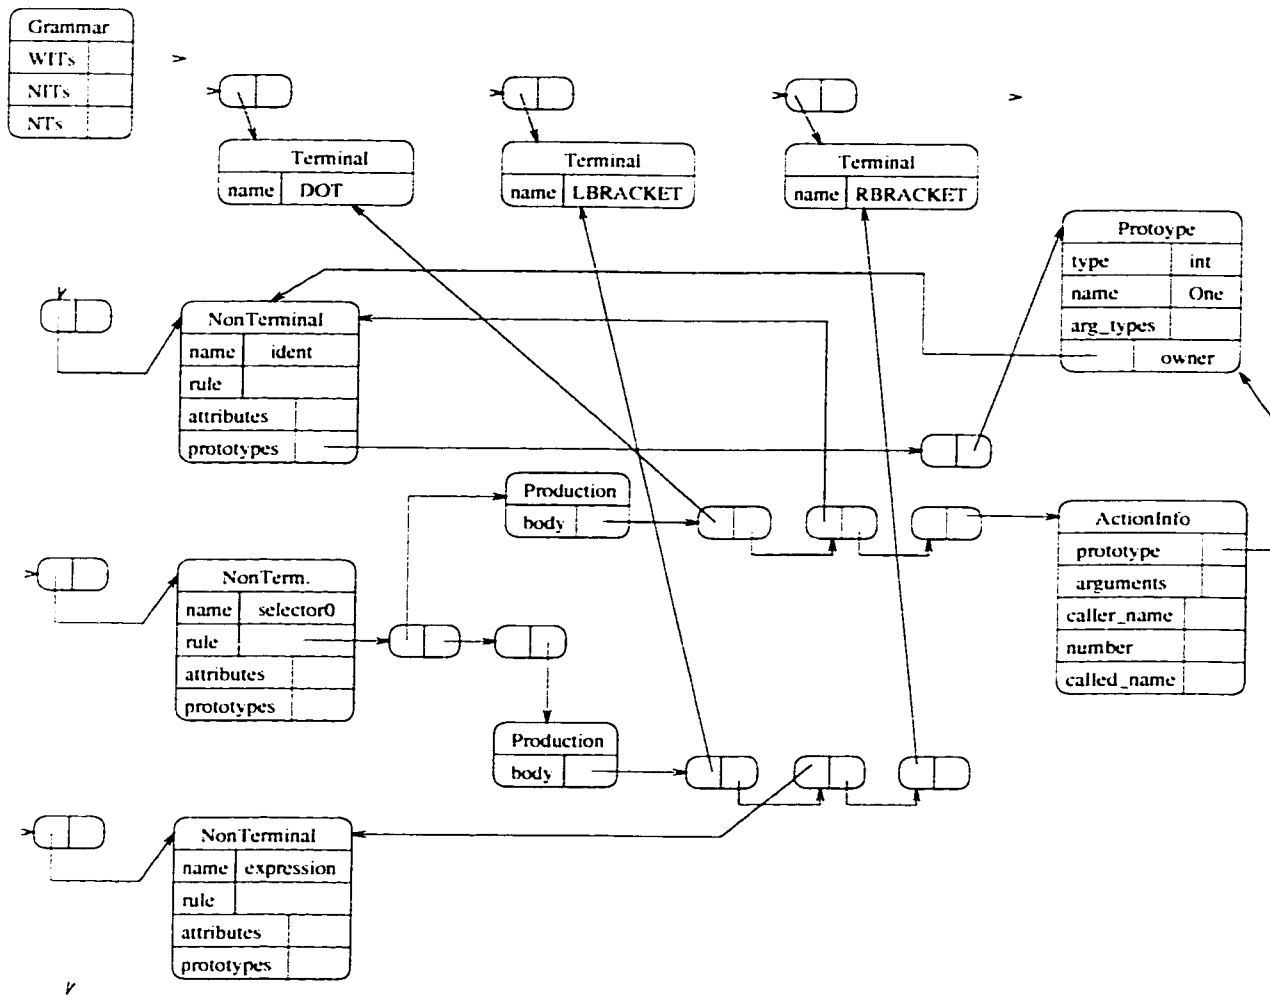 Grammar
WITs
NITs
NTs
Terminal
name DOT
Terminal
name LBRACKET
Terminal
name RBRACKET
Protoype
type int
name One
arg_types
owner
NonTerminal
name ident
rule
attributes
prototypes
Production
body
ActionInfo
prototype
arguments
caller_name
number
called_name
NonTerm.
name selector0
rule
attributes
prototypes
Production
body
NonTerminal
name expression
rule
attributes
prototypes